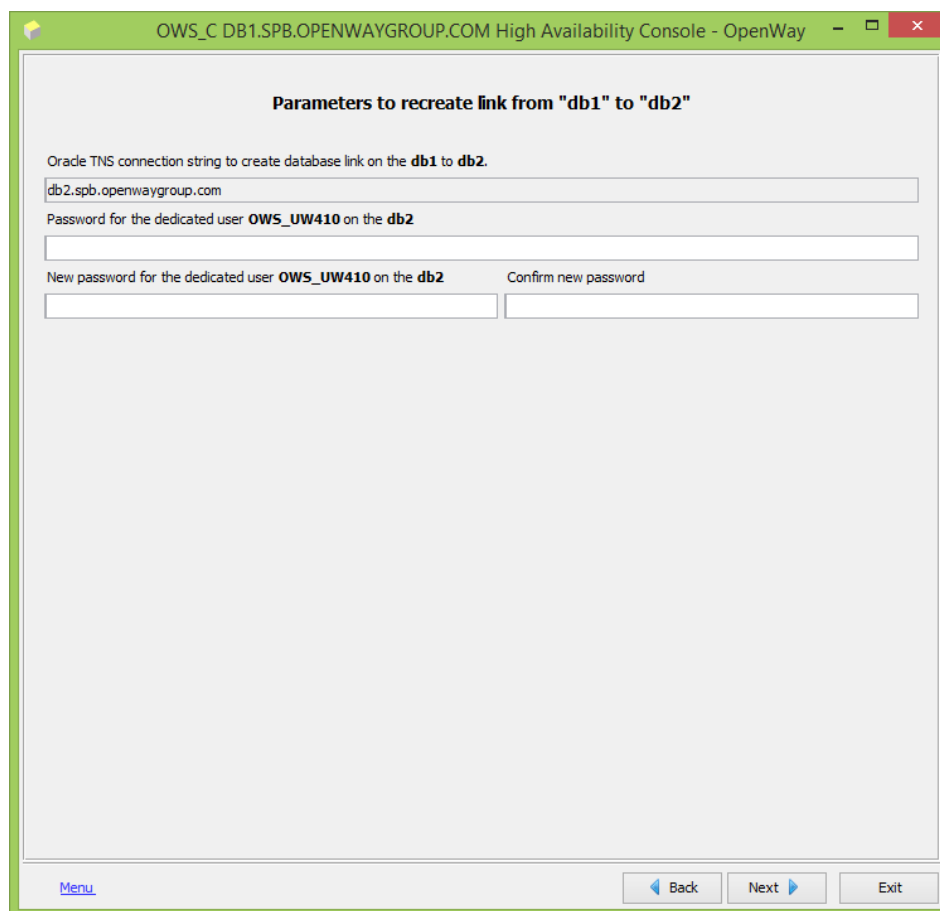 OWS_C DB1.SPB.OPENWAYGROUP.COM High Availability Console - OpenWay
Parameters to recreate link from "db1" to "db2"
Oracle TNS connection string to create database link on the db1 to db2.
db2.spb.openwaygroup.com
Password for the dedicated user OWS_UW410 on the db2
New password for the dedicated user OWS_UW410 on the db2 Confirm new password
Menu Back Next Exit